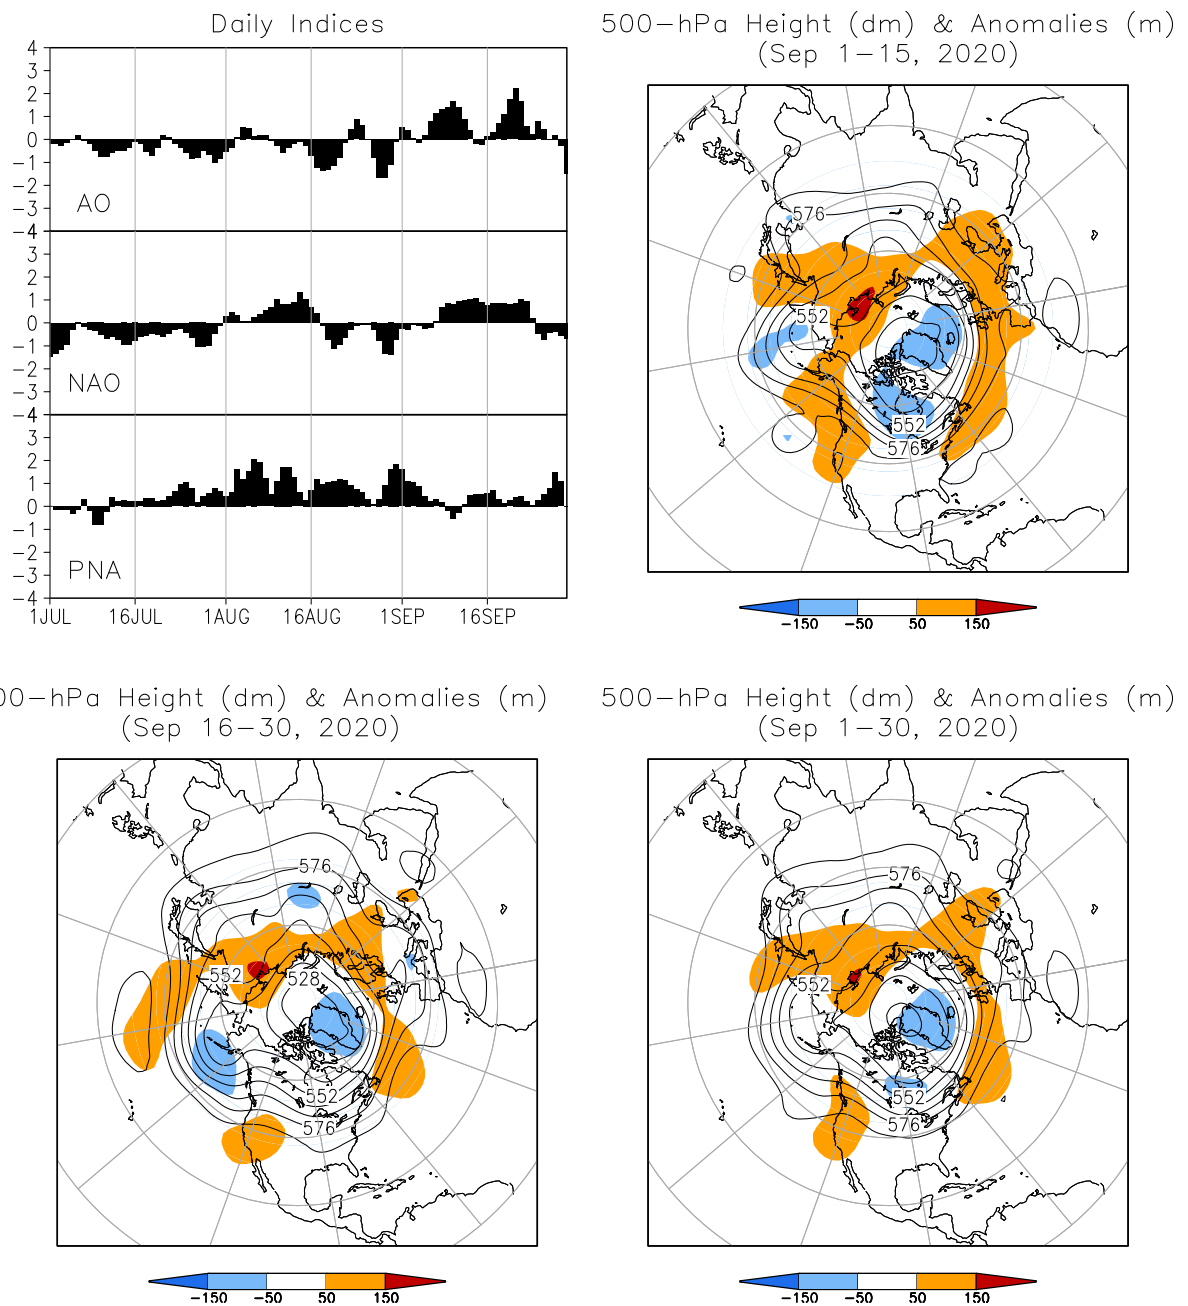 Daily Indices
4
3
2
1
0
-1
-2
-3
-4
AO
3
2
1
0
-1
-2
-3
-4
NAO
3
2
1
0
-1
-2
-3
-4
PNA
1JUL 16JUL 1AUG 16AUG 1SEP 16SEP
500-hPa Height (dm) & Anomalies (m)
(Sep 1-15, 2020)
576
552
552
576
-150 -50 50 150
00-hPa Height (dm) & Anomalies (m)
(Sep 16-30, 2020)
576
552 528
552
576
-150 -50 50 150
500-hPa Height (dm) & Anomalies (m)
(Sep 1-30, 2020)
576
552
552
576
-150 -50 50 150